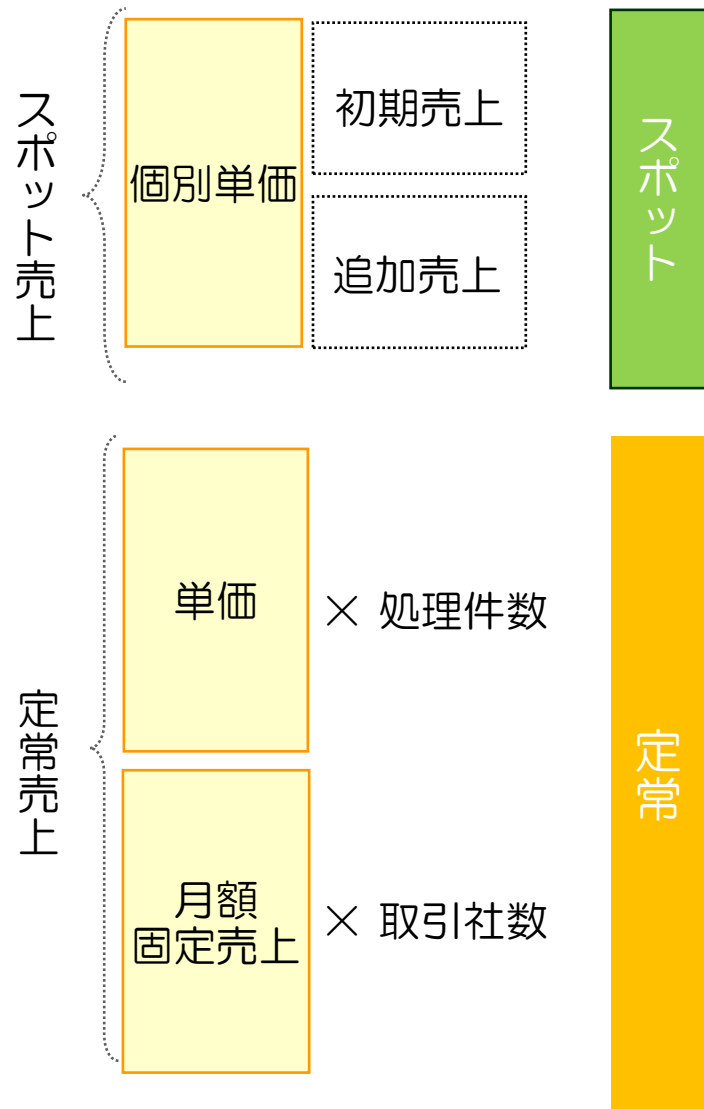 スポット売上
個別単価
初期売上
追加売上
スポット
定常売上
単価
× 処理件数
月額
固定売上
× 取引社数
定常